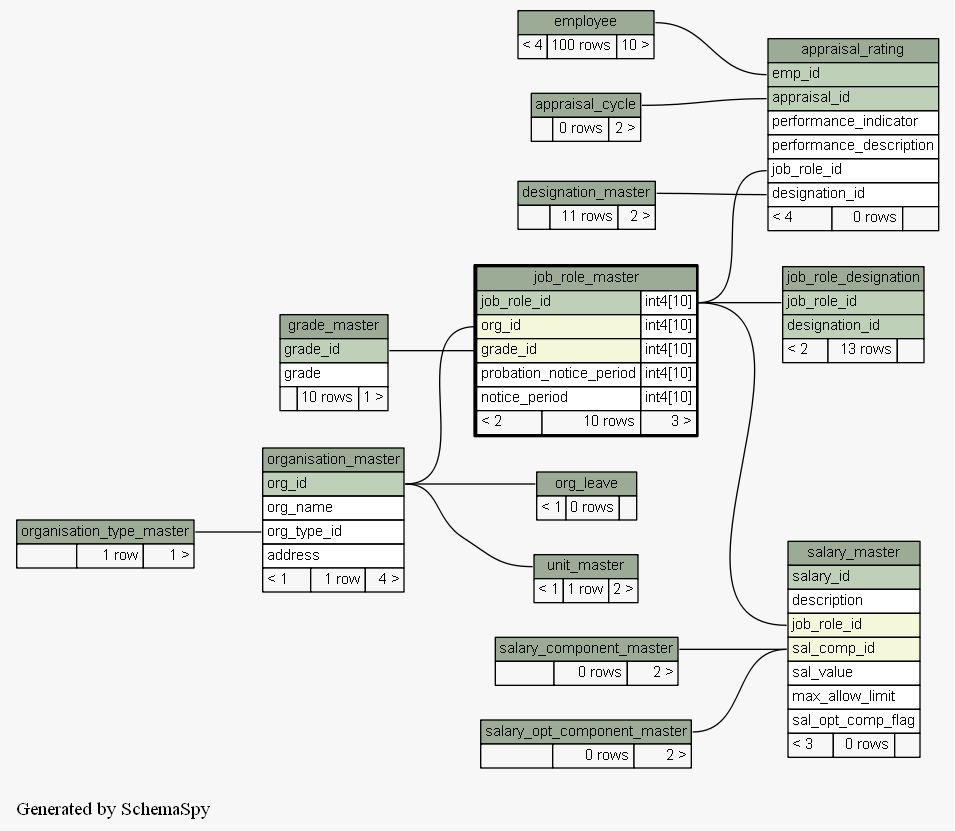 employee
< 4 100 rows 10 >
appraisal_rating
emp_id
appraisal_id
performance_indicator
performance_description
job_role_id
designation_id
< 4 0 rows
appraisal_cycle
0 rows 2 >
designation_master
11 rows 2 >
job_role_master
job_role_id int4[10]
org_id int4[10]
grade_id int4[10]
probation_notice_period int4[10]
notice_period int4[10]
< 2 10 rows 3 >
job_role_designation
job_role_id
designation_id
< 2 13 rows
grade_master
grade_id
grade
10 rows 1 >
organisation_master
org_id
org_name
org_type_id
address
< 1 1 row 4 >
organisation_type_master
1 row 1 >
org_leave
< 1 0 rows
unit_master
< 1 1 row 2 >
salary_master
salary_id
description
job_role_id
sal_comp_id
sal_value
max_allow_limit
sal_opt_comp_flag
< 3 0 rows
salary_component_master
0 rows 2 >
salary_opt_component_master
0 rows 2 >
Generated by SchemaSpy